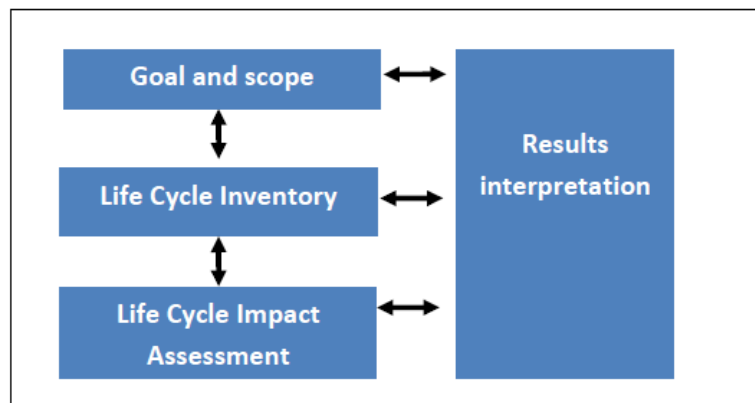 Goal and scope
Life Cycle Inventory
Life Cycle Impact
Assessment
Results
interpretation